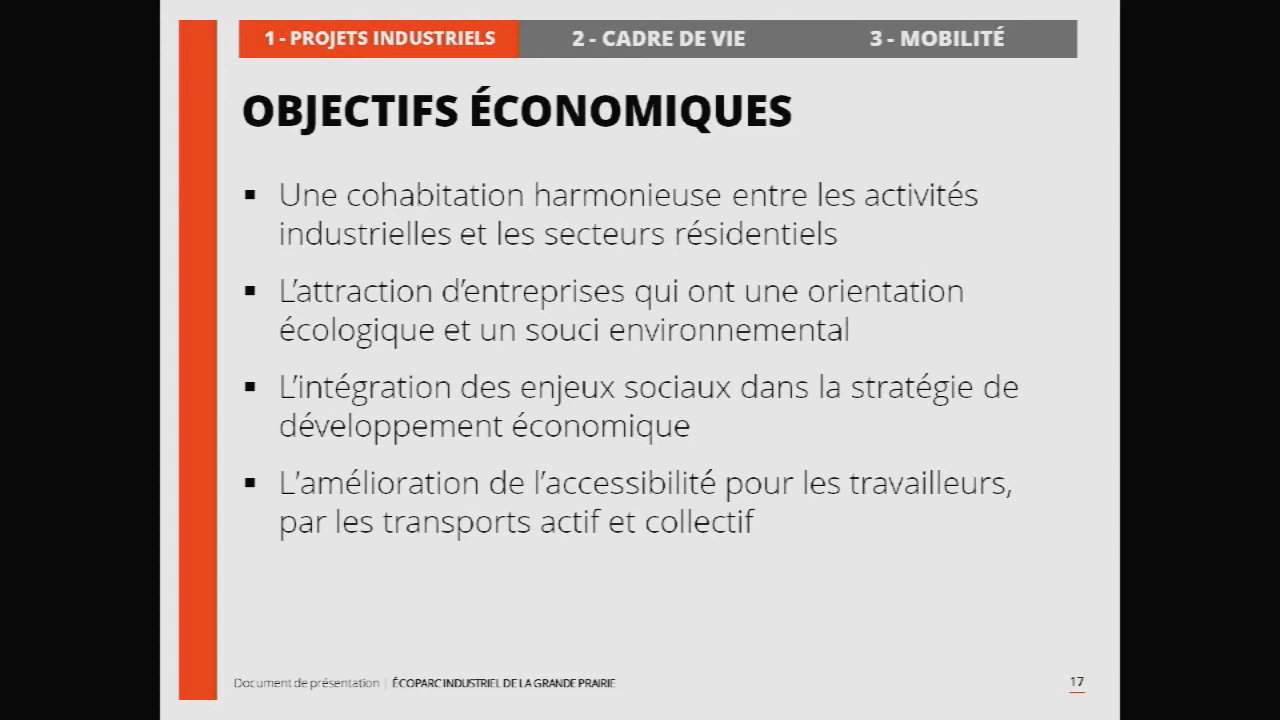 1 - PROJETS INDUSTRIELS
2 - CADRE DE VIE
3 - MOBILITÉ
OBJECTIFS ÉCONOMIQUES
▪ Une cohabitation harmonieuse entre les activités
industrielles et les secteurs résidentiels
▪ L'attraction d'entreprises qui ont une orientation
écologique et un souci environnemental
▪ L'intégration des enjeux sociaux dans la stratégie de
développement économique
▪ L'amélioration de l'accessibilité pour les travailleurs,
par les transports actif et collectif
Document de présentation | ÉCOPARC INDUSTRIEL DE LA GRANDE PRAIRIE
17